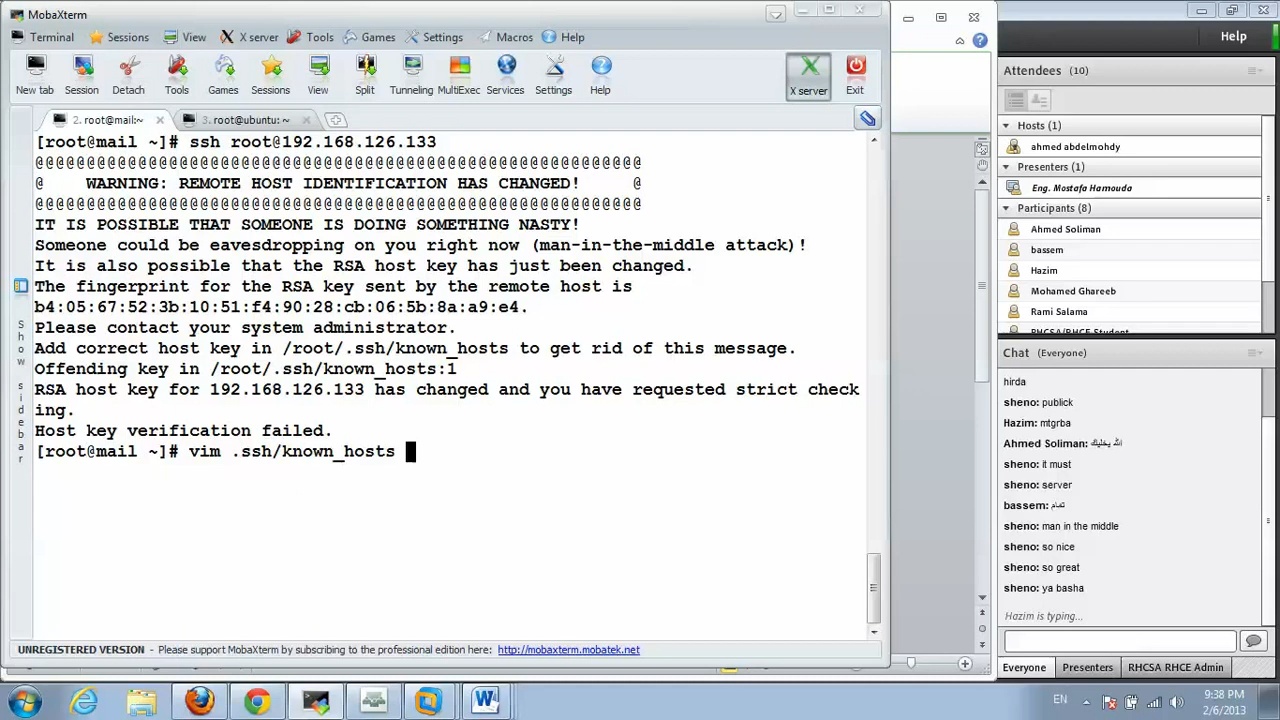 MobaXterm
Terminal Sessions View X server Tools Games Settings Macros Help
New tab Session Detach Tools Games Sessions View Split Tunneling MultiExec Services Settings Help X server Exit
2. root@mail:~ 3. root@ubuntu: ~
Show sidebar
[root@mail ~]# ssh root@192.168.126.133
@@@@@@@@@@@@@@@@@@@@@@@@@@@@@@@@@@@@@@@@@@@@@@@@@@@@@@@@@@@
@    WARNING: REMOTE HOST IDENTIFICATION HAS CHANGED!     @
@@@@@@@@@@@@@@@@@@@@@@@@@@@@@@@@@@@@@@@@@@@@@@@@@@@@@@@@@@@
IT IS POSSIBLE THAT SOMEONE IS DOING SOMETHING NASTY!
Someone could be eavesdropping on you right now (man-in-the-middle attack)!
It is also possible that the RSA host key has just been changed.
The fingerprint for the RSA key sent by the remote host is
b4:05:67:52:3b:10:51:f4:90:28:cb:06:5b:8a:a9:e4.
Please contact your system administrator.
Add correct host key in /root/.ssh/known_hosts to get rid of this message.
Offending key in /root/.ssh/known_hosts:1
RSA host key for 192.168.126.133 has changed and you have requested strict check
ing.
Host key verification failed.
[root@mail ~]# vim .ssh/known_hosts
UNREGISTERED VERSION - Please support MobaXterm by subscribing to the professional edition here: http://mobaxterm.mobatek.net
Help
Attendees (10)
Hosts (1)
ahmed abdelmohdy
Presenters (1)
Eng. Mostafa Hamouda
Participants (8)
Ahmed Soliman
bassem
Hazim
Mohamed Ghareeb
Rami Salama
RHCSA/RHCE Student
Chat (Everyone)
hirda
sheno: publick
Hazim: mtgrba
Ahmed Soliman: الله يخليك
sheno: it must
sheno: server
bassem: تمام
sheno: man in the middle
sheno: so nice
sheno: so great
sheno: ya basha
Hazim is typing...
Everyone Presenters RHCSA RHCE Admin
EN 9:38 PM
2/6/2013